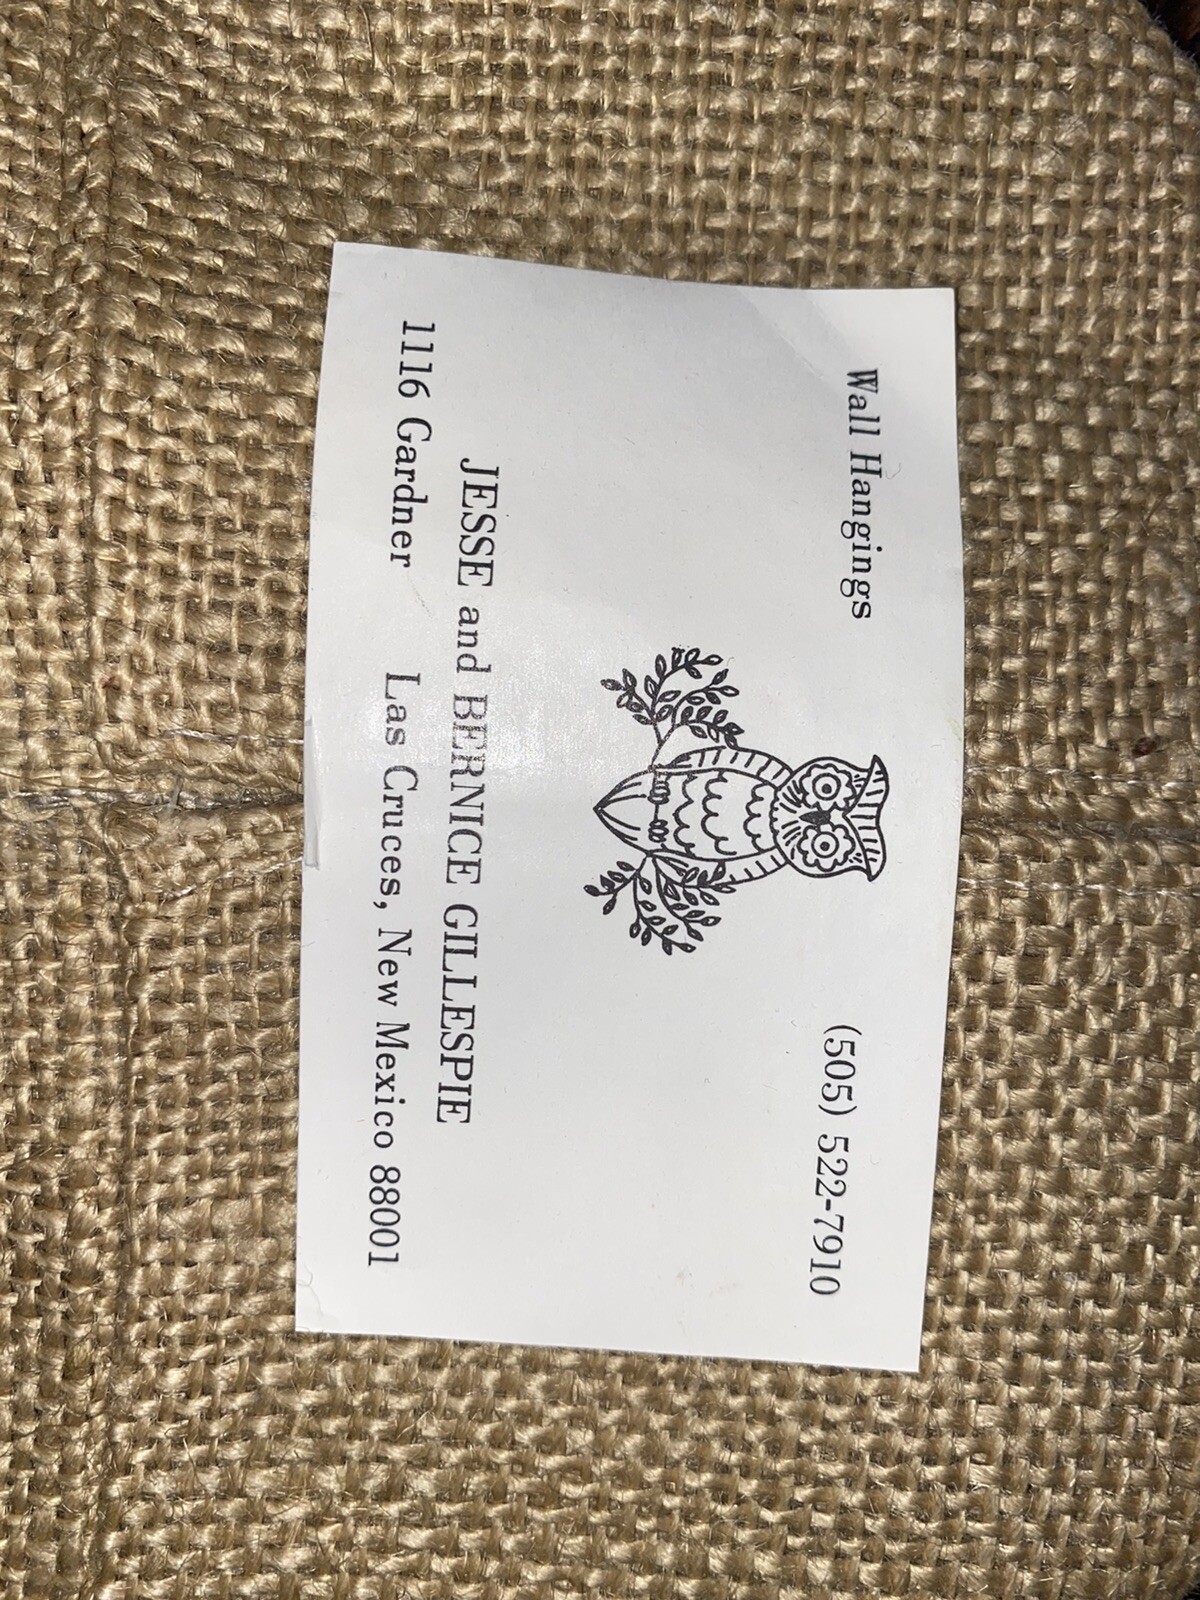 Wall Hangings (505) 522-7910
JESSE and BERNICE GILLESPIE
1116 Gardner Las Cruces, New Mexico 88001